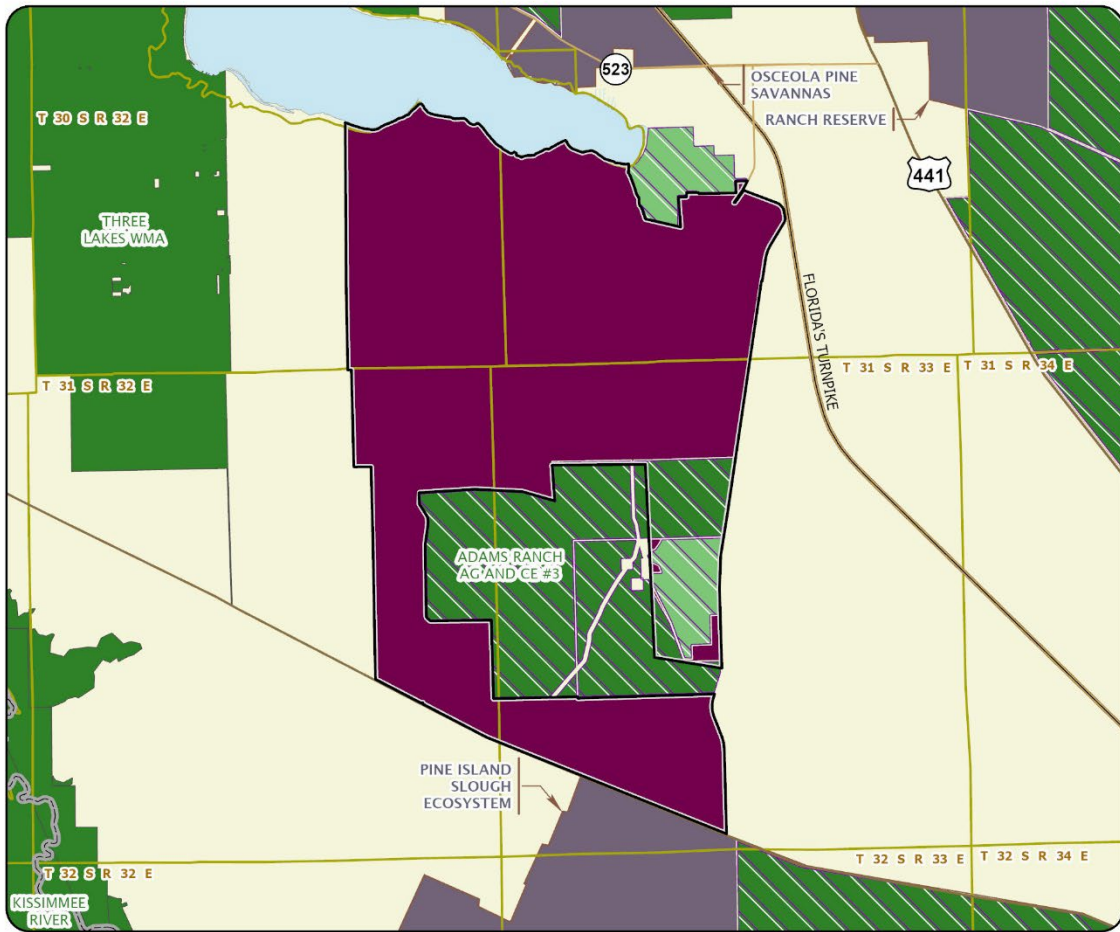 523
OSCEOLA PINE
SAVANNAS
T 30 S R 32 E
RANCH RESERVE
441
THREE
LAKES WMA
FLORIDA'S TURNPIKE
T 31 S R 32 E
T 31 S R 33 E
T 31 S R 34 E
ADAMS RANCH
AG AND CE #3
PINE ISLAND
SLOUGH
ECOSYSTEM
T 32 S R 32 E
T 32 S R 33 E
T 32 S R 34 E
KISSIMMEE
RIVER